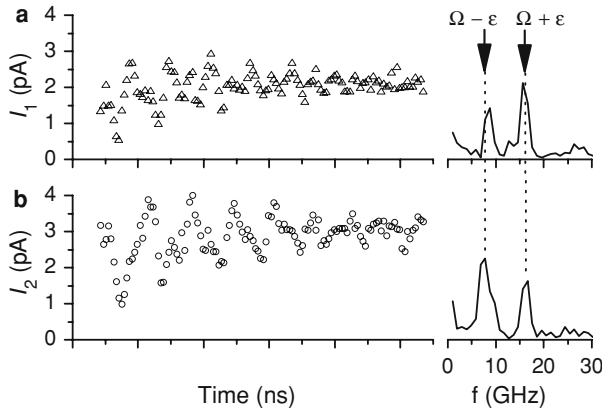 a
4
3
2
1
0
I₁ (pA)
Ω – ε
Ω + ε
b
4
3
2
1
0
I₂ (pA)
Time (ns)
0
10
20
30
f (GHz)